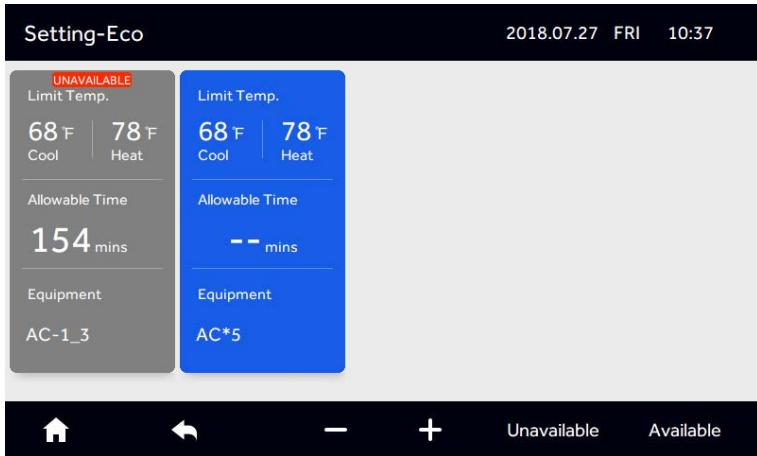 Setting-Eco 2018.07.27 FRI 10:37
UNAVAILABLE
Limit Temp.
68 °F 78 °F
Cool Heat
Allowable Time
154 mins
Equipment
AC-1_3
Limit Temp.
68 °F 78 °F
Cool Heat
Allowable Time
-- mins
Equipment
AC*5
Unavailable Available